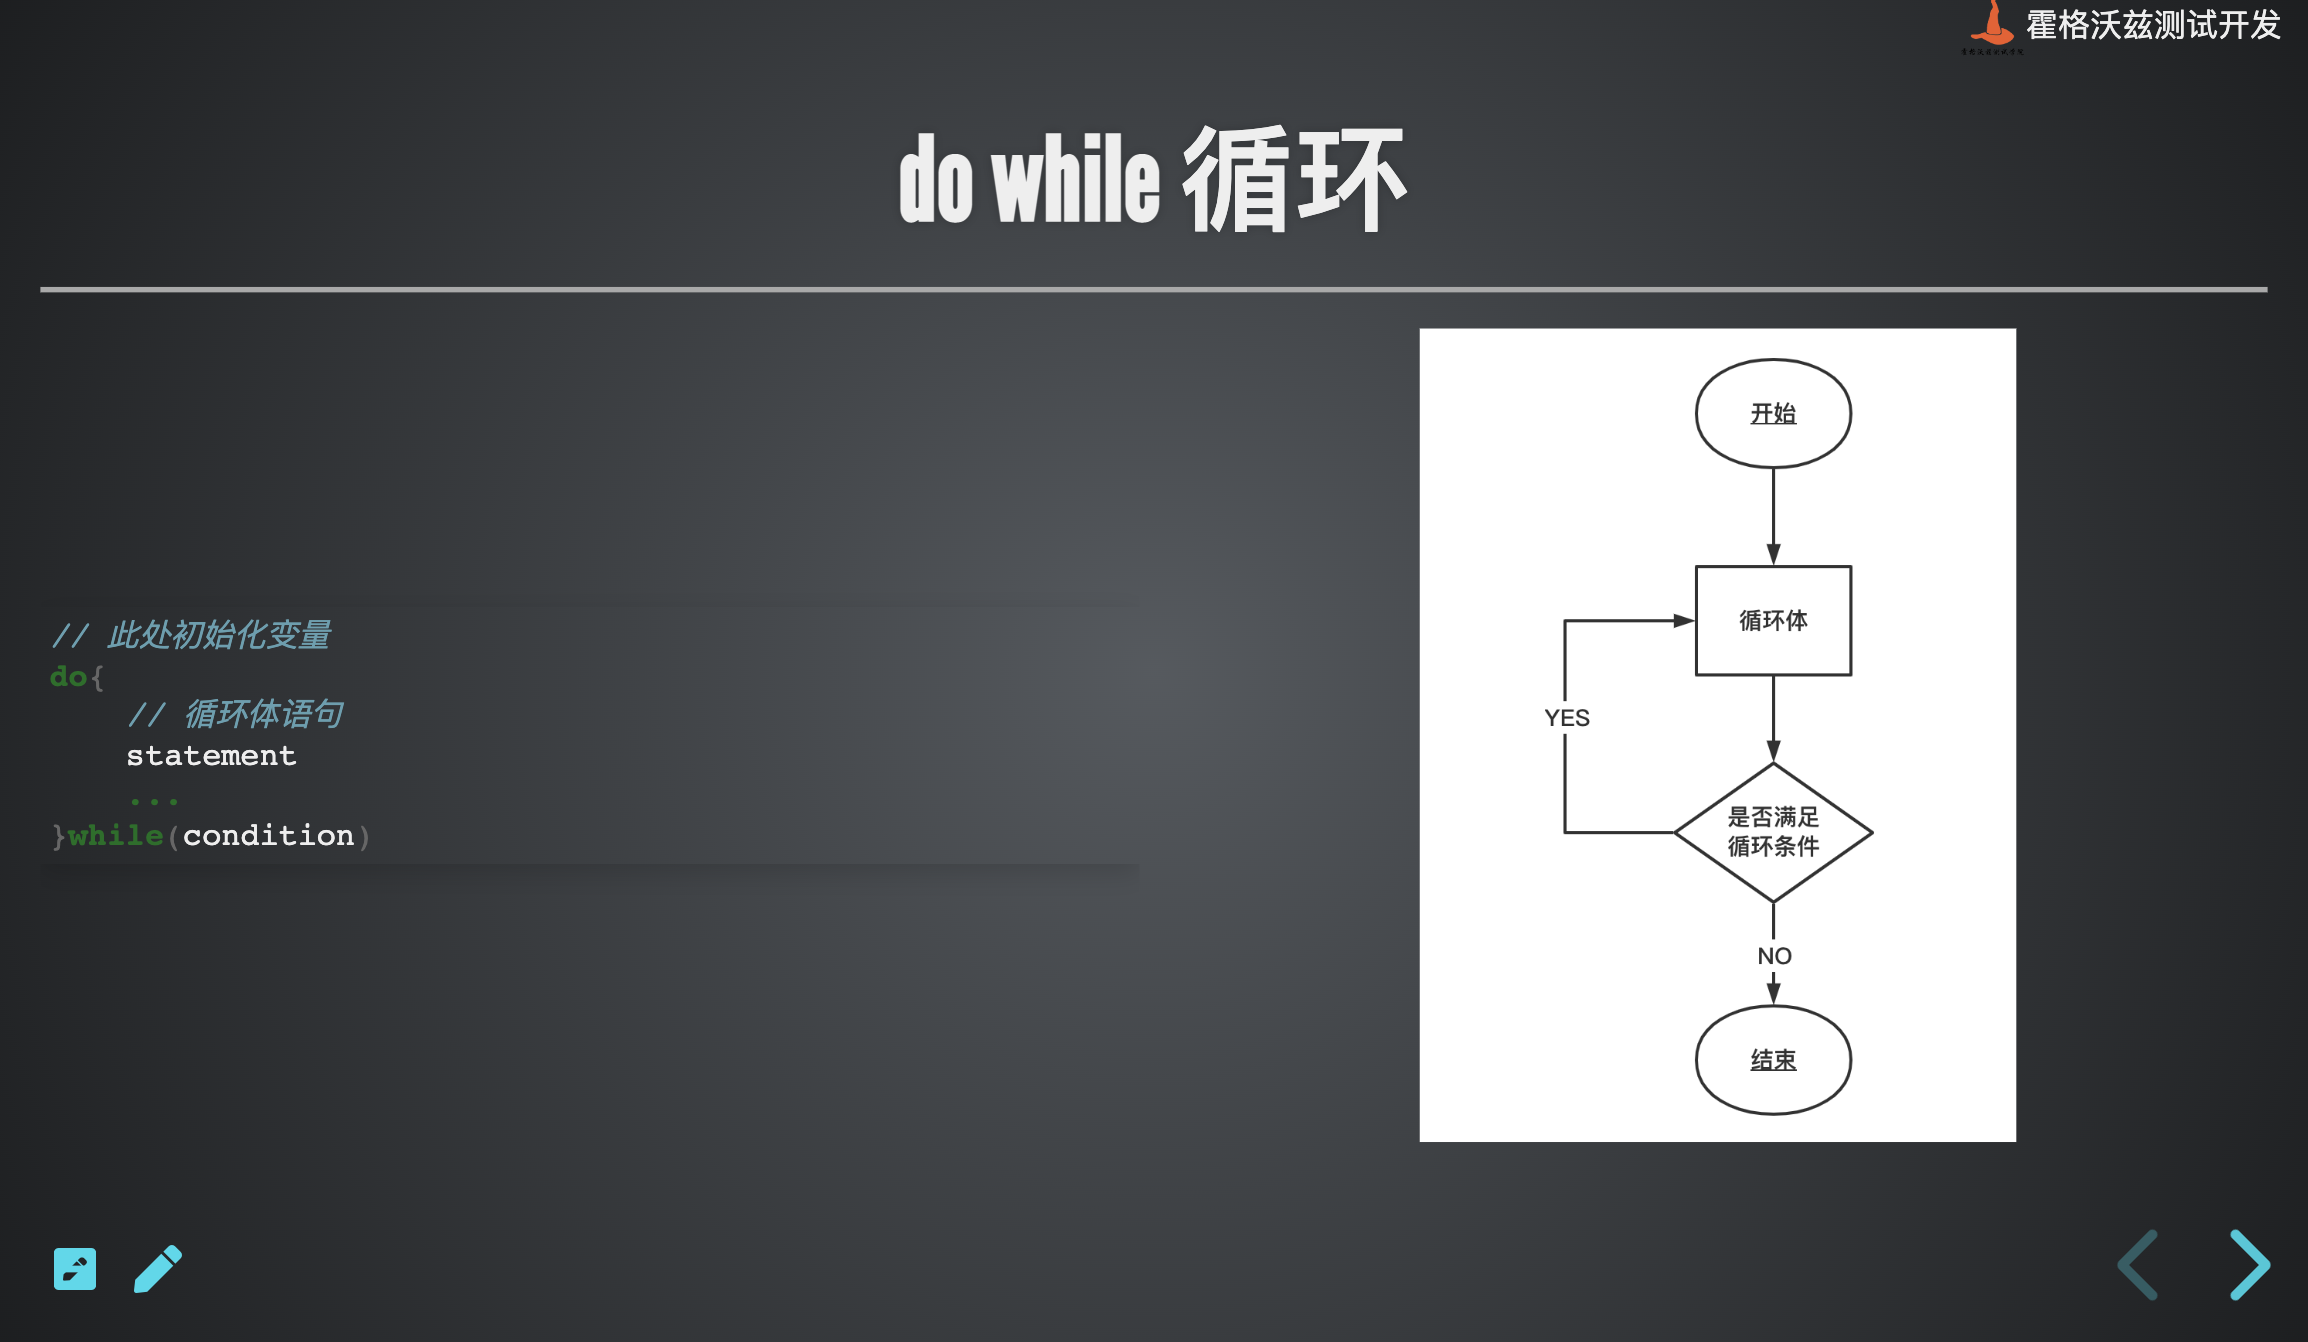 霍格沃兹测试开发
do while 循环
// 此处初始化变量
do{
// 循环体语句
statement
...
}while(condition)
开始
循环体
YES
是否满足
循环条件
NO
结束